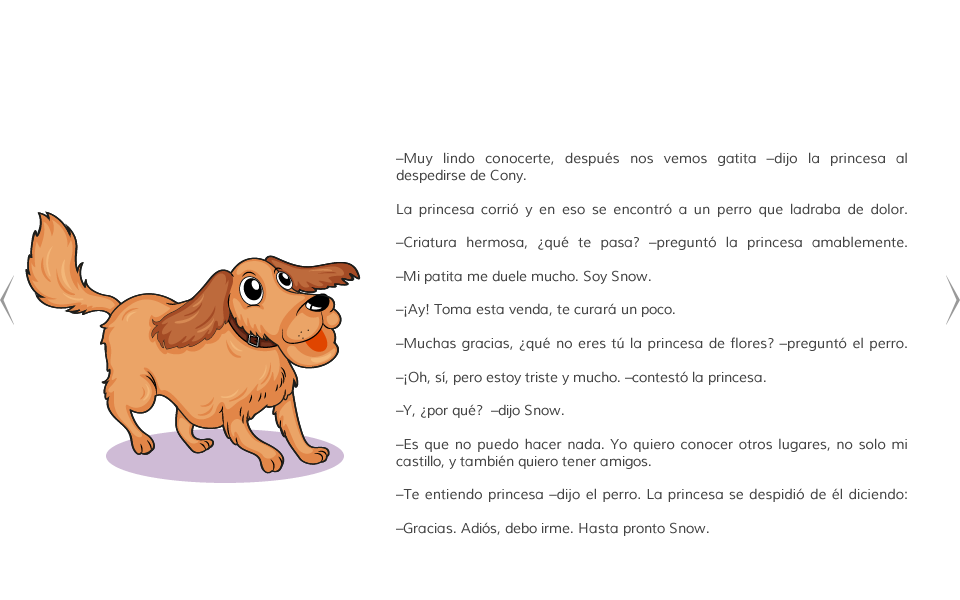 –Muy lindo conocerte, después nos vemos gatita –dijo la princesa al
despedirse de Cony.
La princesa corrió y en eso se encontró a un perro que ladraba de dolor.
–Criatura hermosa, ¿qué te pasa? –preguntó la princesa amablemente.
–Mi patita me duele mucho. Soy Snow.
–¡Ay! Toma esta venda, te curará un poco.
–Muchas gracias, ¿qué no eres tú la princesa de flores? –preguntó el perro.
–¡Oh, sí, pero estoy triste y mucho. –contestó la princesa.
–Y, ¿por qué?  –dijo Snow.
–Es que no puedo hacer nada. Yo quiero conocer otros lugares, no solo mi
castillo, y también quiero tener amigos.
–Te entiendo princesa –dijo el perro. La princesa se despidió de él diciendo:
–Gracias. Adiós, debo irme. Hasta pronto Snow.